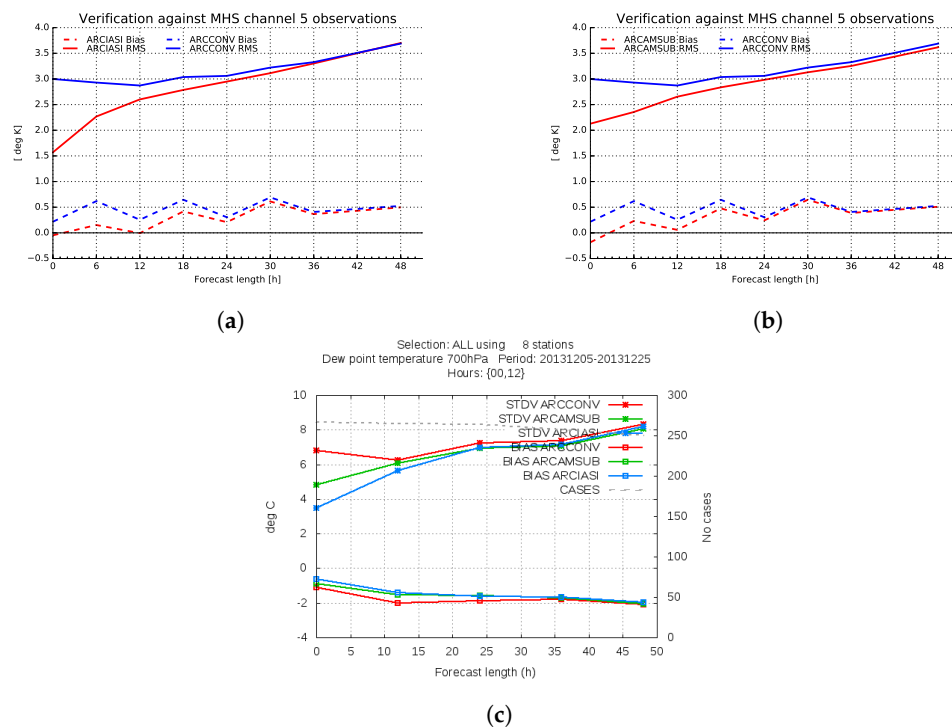 Verification against MHS channel 5 observations
4.0
3.5
3.0
2.5
2.0
1.5
1.0
0.5
0.0
−0.5
[ deg K]
ARCIASI Bias
ARCIASI RMS
ARCCONV Bias
ARCCONV RMS
0 6 12 18 24 30 36 42 48
Forecast length [h]
(a)
Verification against MHS channel 5 observations
4.0
3.5
3.0
2.5
2.0
1.5
1.0
0.5
0.0
−0.5
[ deg K]
ARCAMSUB Bias
ARCAMSUB RMS
ARCCONV Bias
ARCCONV RMS
0 6 12 18 24 30 36 42 48
Forecast length [h]
(b)
Selection: ALL using 8 stations
Dew point temperature 700hPa Period: 20131205-20131225
Hours: {00,12}
10
8
6
4
2
0
-2
-4
deg C
STDV ARCCONV
STDV ARCAMSUB
STDV ARCIASI
BIAS ARCCONV
BIAS ARCAMSUB
BIAS ARCIASI
CASES
300
250
200
150
100
50
0
No cases
0 5 10 15 20 25 30 35 40 45 50
Forecast length (h)
(c)